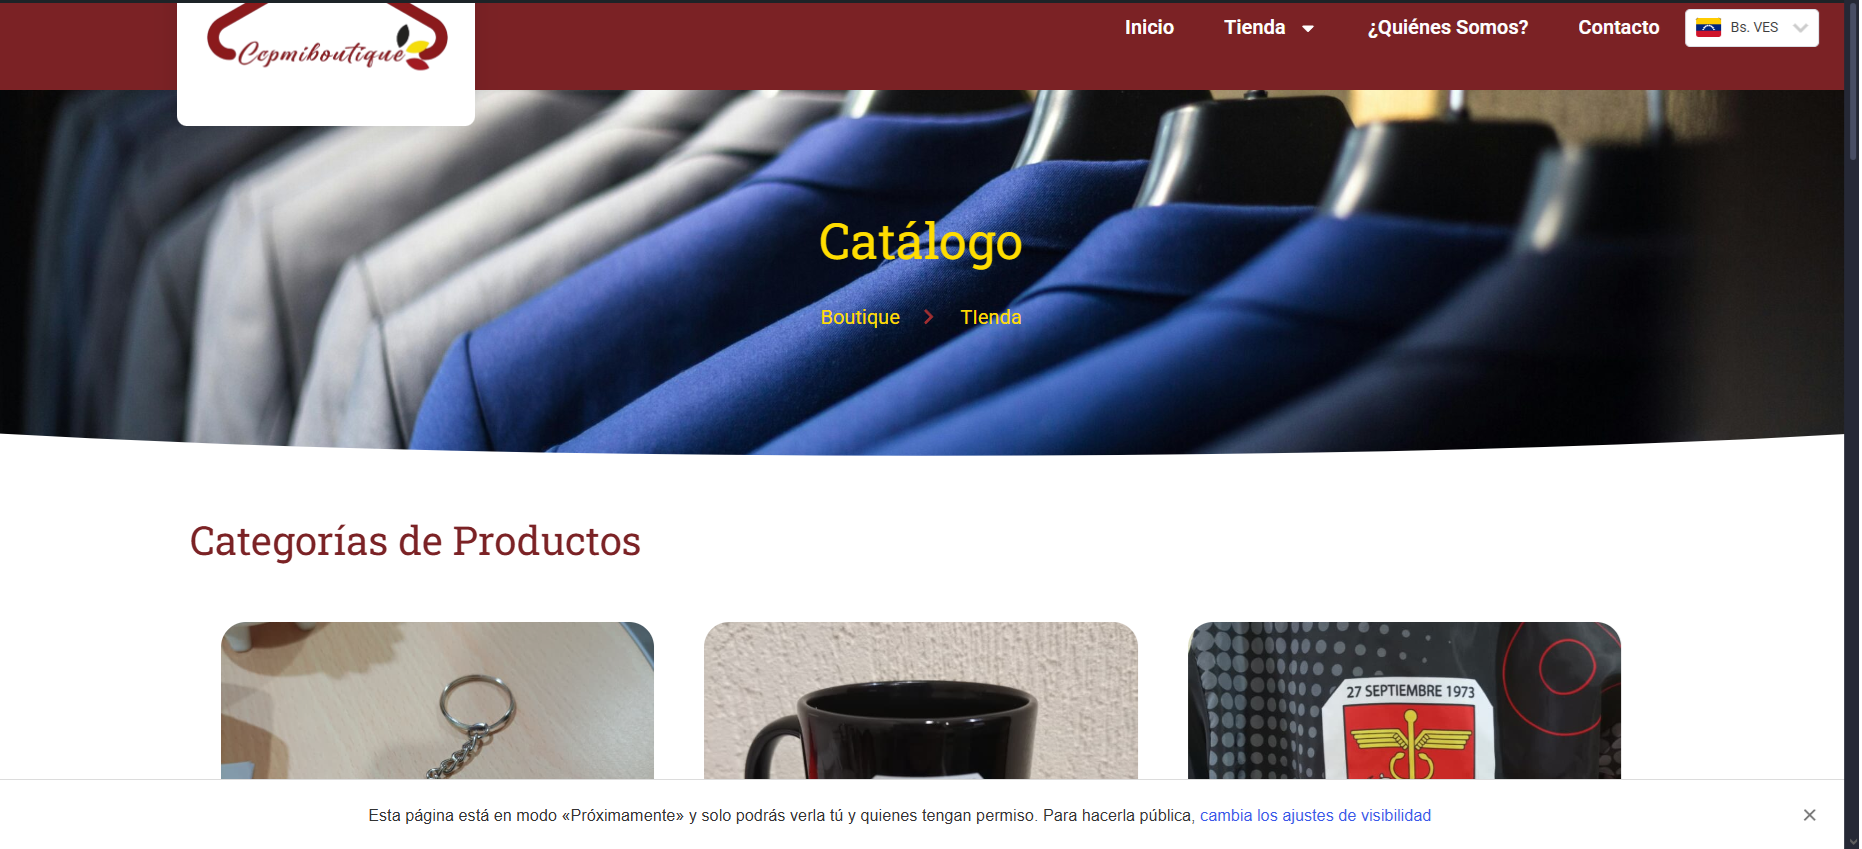 Cepmiboutique
Inicio
Tienda
¿Quiénes Somos?
Contacto
Bs. VES
Catálogo
Boutique
TIenda
Categorías de Productos
27 SEPTIEMBRE 1973
Esta página está en modo «Próximamente» y solo podrás verla tú y quienes tengan permiso. Para hacerla pública, cambia los ajustes de visibilidad